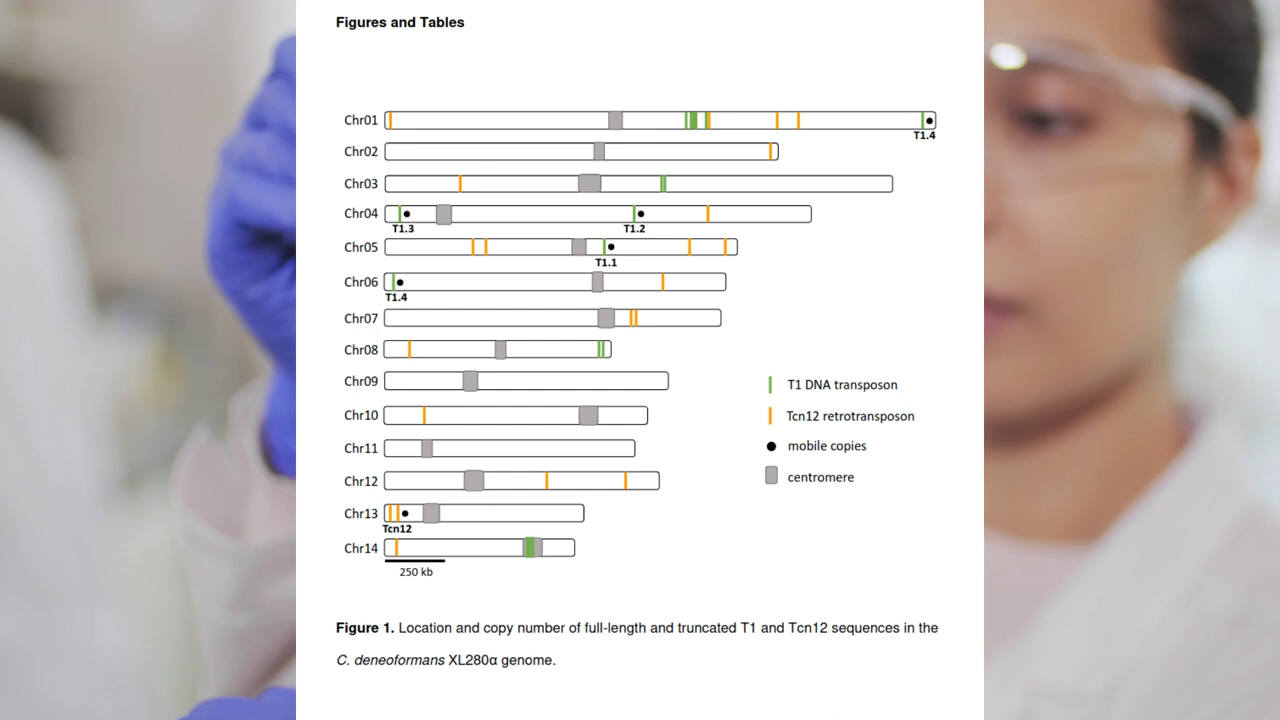 Figures and Tables
Chr01
T1.4
Chr02
Chr03
Chr04
T1.3
T1.2
Chr05
T1.1
Chr06
T1.4
Chr07
Chr08
Chr09
T1 DNA transposon
Chr10
Tcn12 retrotransposon
Chr11
mobile copies
Chr12
centromere
Chr13
Tcn12
Chr14
250 kb
Figure 1. Location and copy number of full-length and truncated T1 and Tcn12 sequences in the
C. deneoformans XL280α genome.